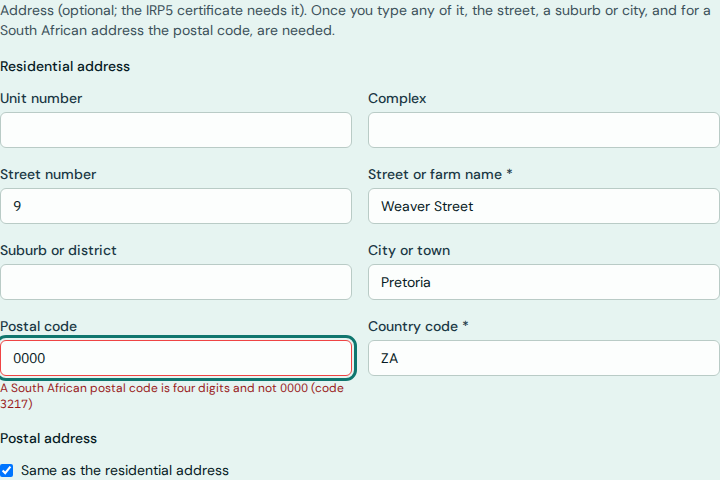 Address (optional; the IRP5 certificate needs it). Once you type any of it, the street, a suburb or city, and for a
South African address the postal code, are needed.
Residential address
Unit number
Complex
Street number
Street or farm name *
9
Weaver Street
Suburb or district
City or town
Pretoria
Postal code
Country code *
0000
ZA
A South African postal code is four digits and not 0000 (code
3217)
Postal address
Same as the residential address